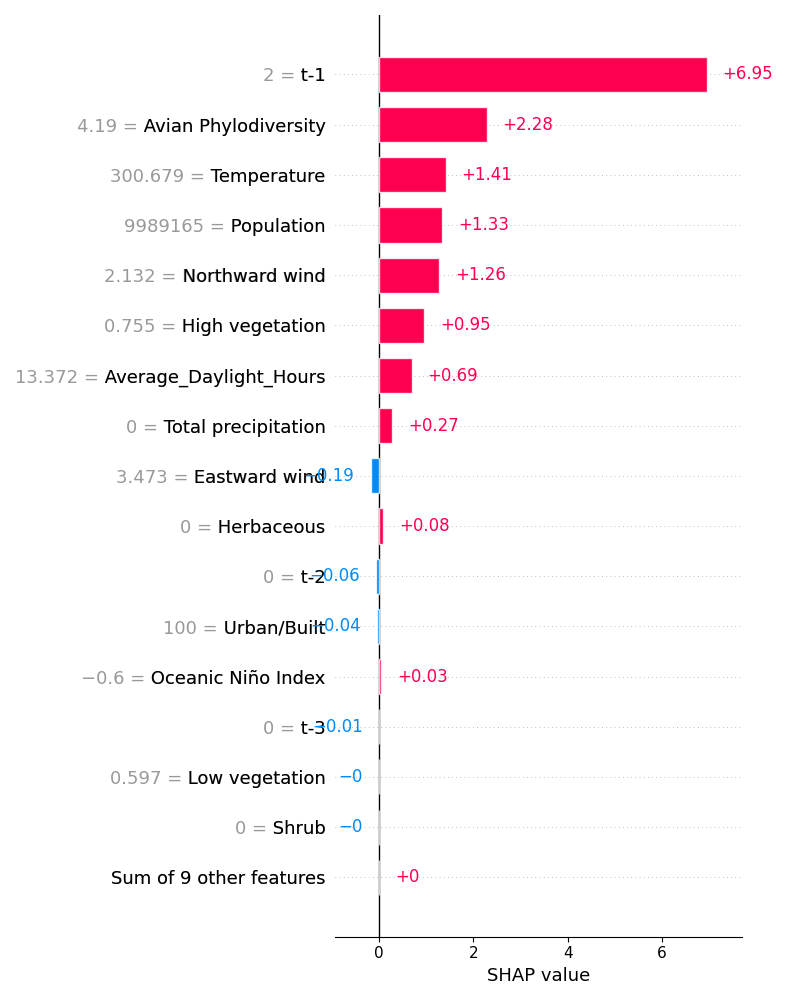 2 = t-1 +6.95
4.19 = Avian Phylodiversity +2.28
300.679 = Temperature +1.41
9989165 = Population +1.33
2.132 = Northward wind +1.26
0.755 = High vegetation +0.95
13.372 = Average_Daylight_Hours +0.69
0 = Total precipitation +0.27
3.473 = Eastward wind −0.19
0 = Herbaceous +0.08
0 = t-2 −0.06
100 = Urban/Built −0.04
−0.6 = Oceanic Niño Index +0.03
0 = t-3 −0.01
0.597 = Low vegetation −0
0 = Shrub −0
Sum of 9 other features +0
0 2 4 6
SHAP value